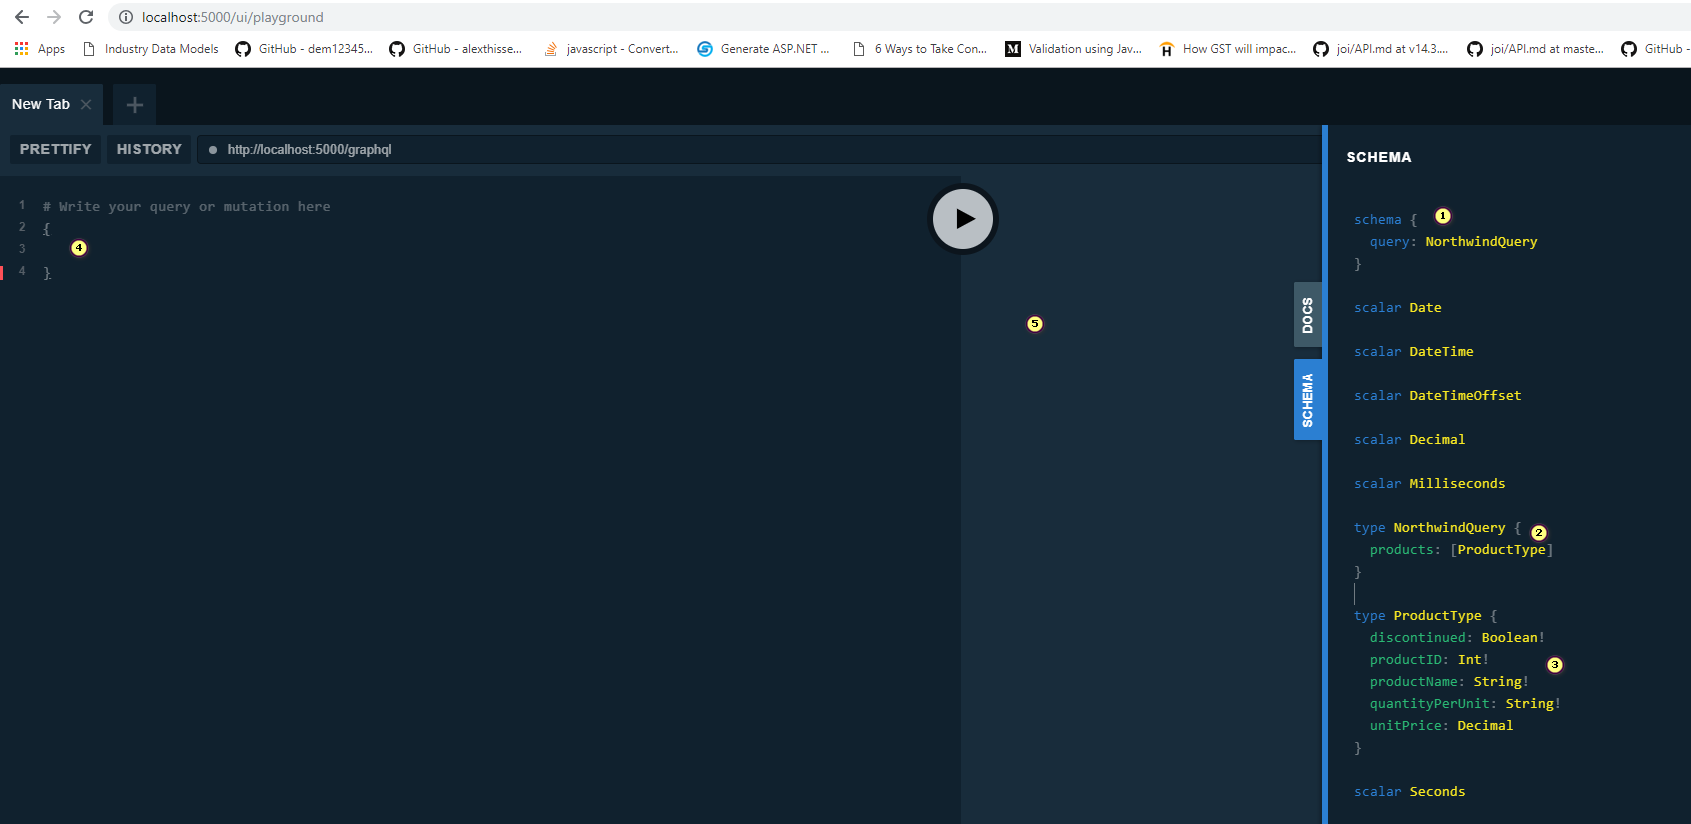 localhost:5000/ui/playground
Apps Industry Data Models GitHub - dem12345... GitHub - alexthisse... javascript - Convert... Generate ASP.NET ... 6 Ways to Take Con... M Validation using Jav... H How GST will impac... joi/API.md at v14.3.... joi/API.md at maste... GitHub -
New Tab × +
PRETTIFY HISTORY http://localhost:5000/graphql
1 # Write your query or mutation here
2 {
3 4
4 }
5
DOCS
SCHEMA
SCHEMA
schema { 1
query: NorthwindQuery
}
scalar Date
scalar DateTime
scalar DateTimeOffset
scalar Decimal
scalar Milliseconds
type NorthwindQuery { 2
products: [ProductType]
}
type ProductType {
discontinued: Boolean!
productID: Int! 3
productName: String!
quantityPerUnit: String!
unitPrice: Decimal
}
scalar Seconds